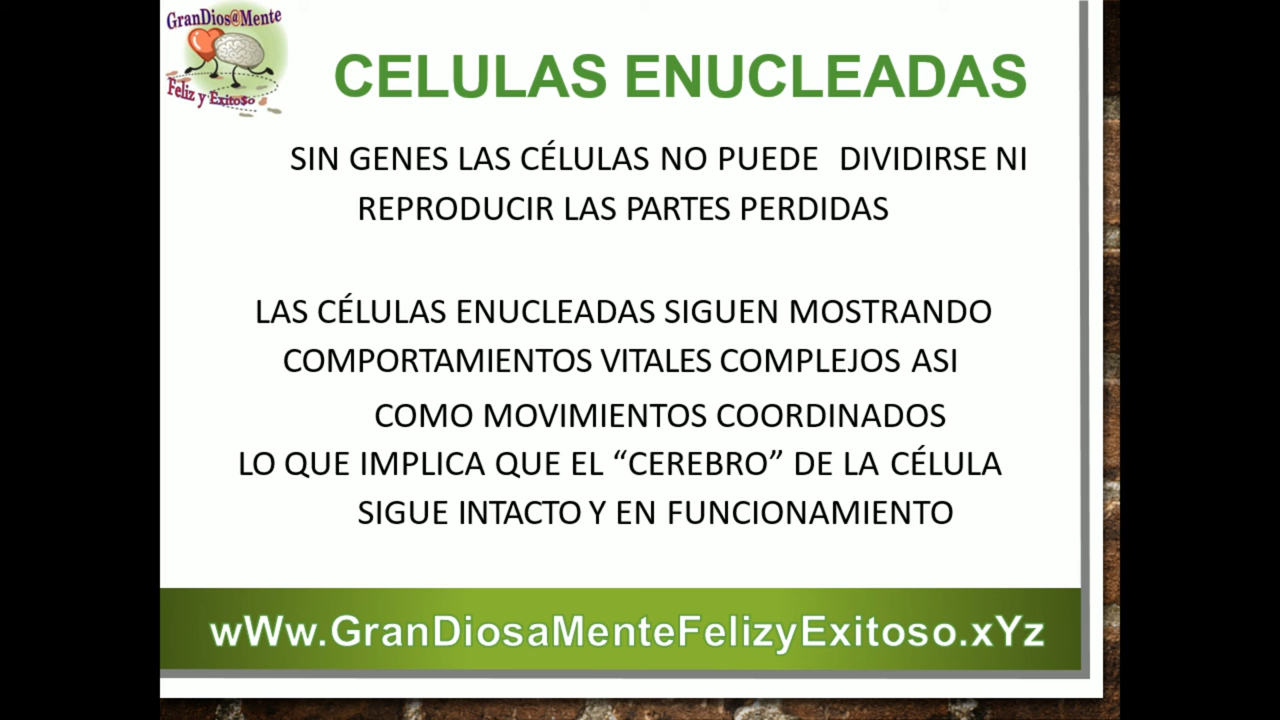 GranDios@Mente
Feliz y Exitoso
CELULAS ENUCLEADAS
SIN GENES LAS CÉLULAS NO PUEDE DIVIDIRSE NI
REPRODUCIR LAS PARTES PERDIDAS
LAS CÉLULAS ENUCLEADAS SIGUEN MOSTRANDO
COMPORTAMIENTOS VITALES COMPLEJOS ASI
COMO MOVIMIENTOS COORDINADOS
LO QUE IMPLICA QUE EL “CEREBRO” DE LA CÉLULA
SIGUE INTACTO Y EN FUNCIONAMIENTO
wWw.GranDiosaMenteFelizyExitoso.xYz